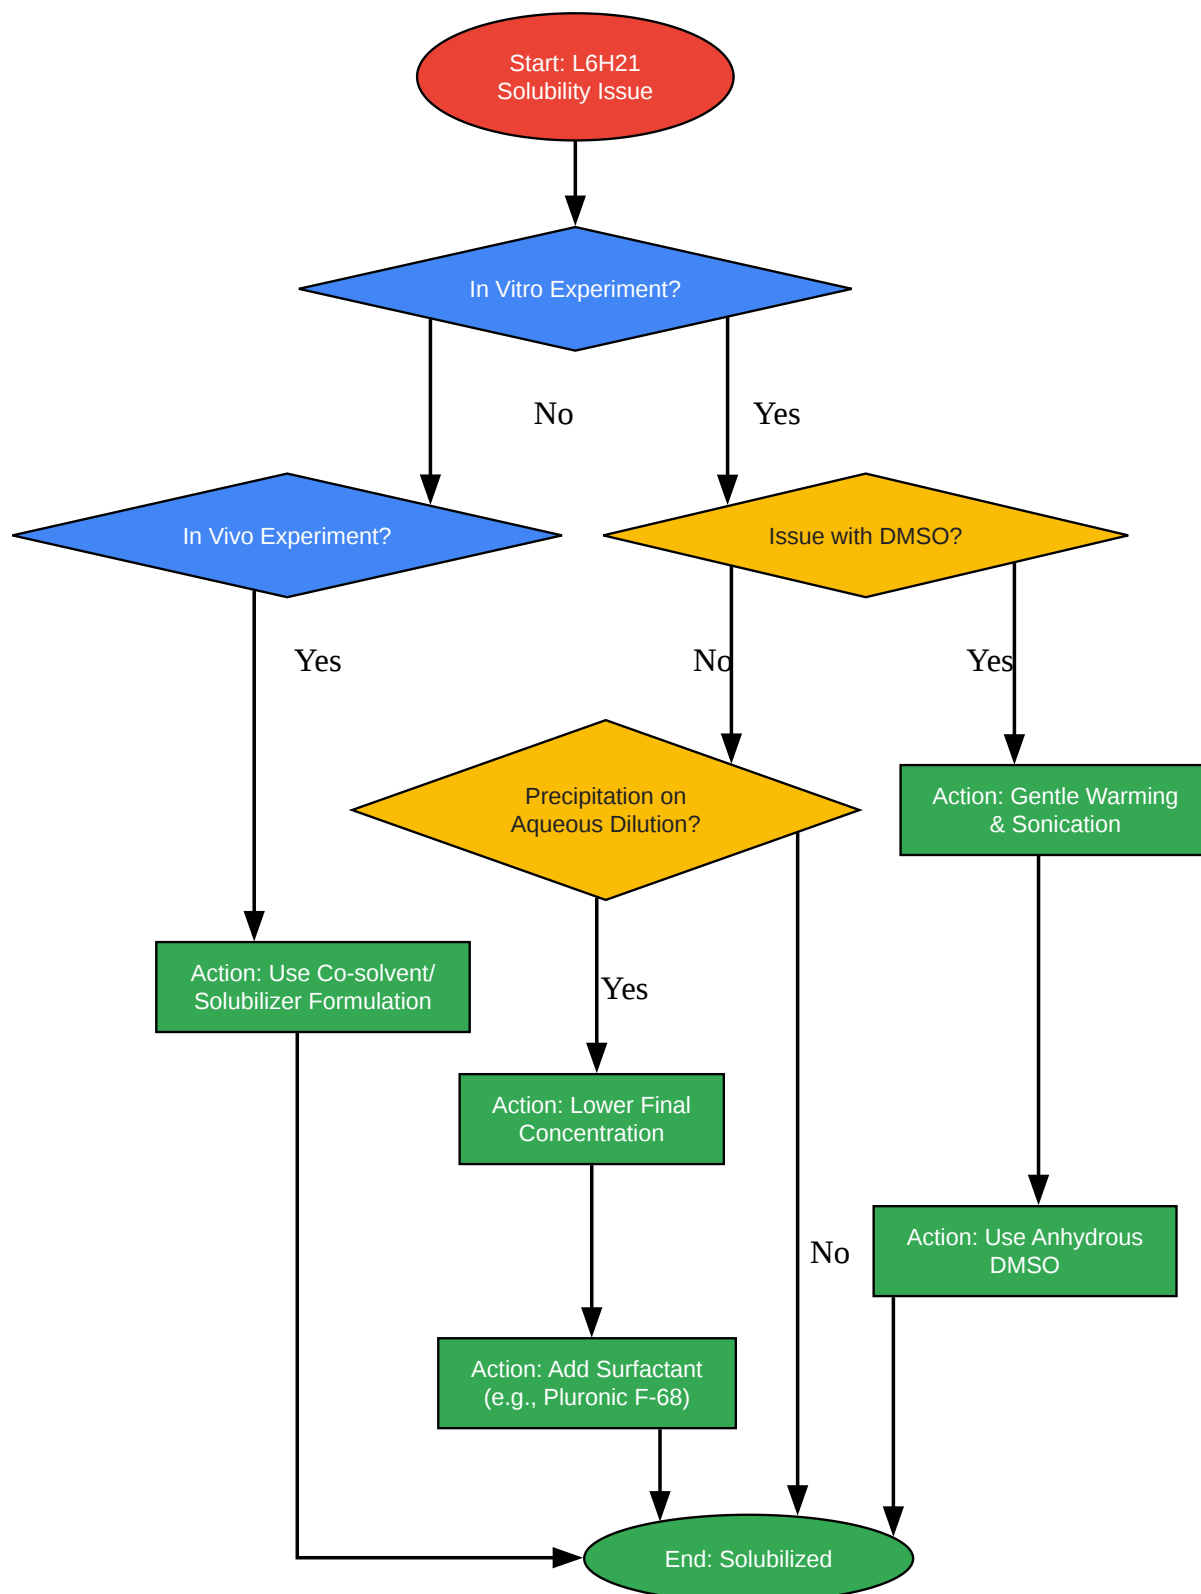 Start: L6H21
Solubility Issue
In Vitro Experiment?
No
Yes
In Vivo Experiment?
Issue with DMSO?
Yes
No
Yes
Precipitation on
Aqueous Dilution?
Action: Gentle Warming
& Sonication
Action: Use Co-solvent/
Solubilizer Formulation
Yes
Action: Lower Final
Concentration
No
Action: Use Anhydrous
DMSO
Action: Add Surfactant
(e.g., Pluronic F-68)
End: Solubilized